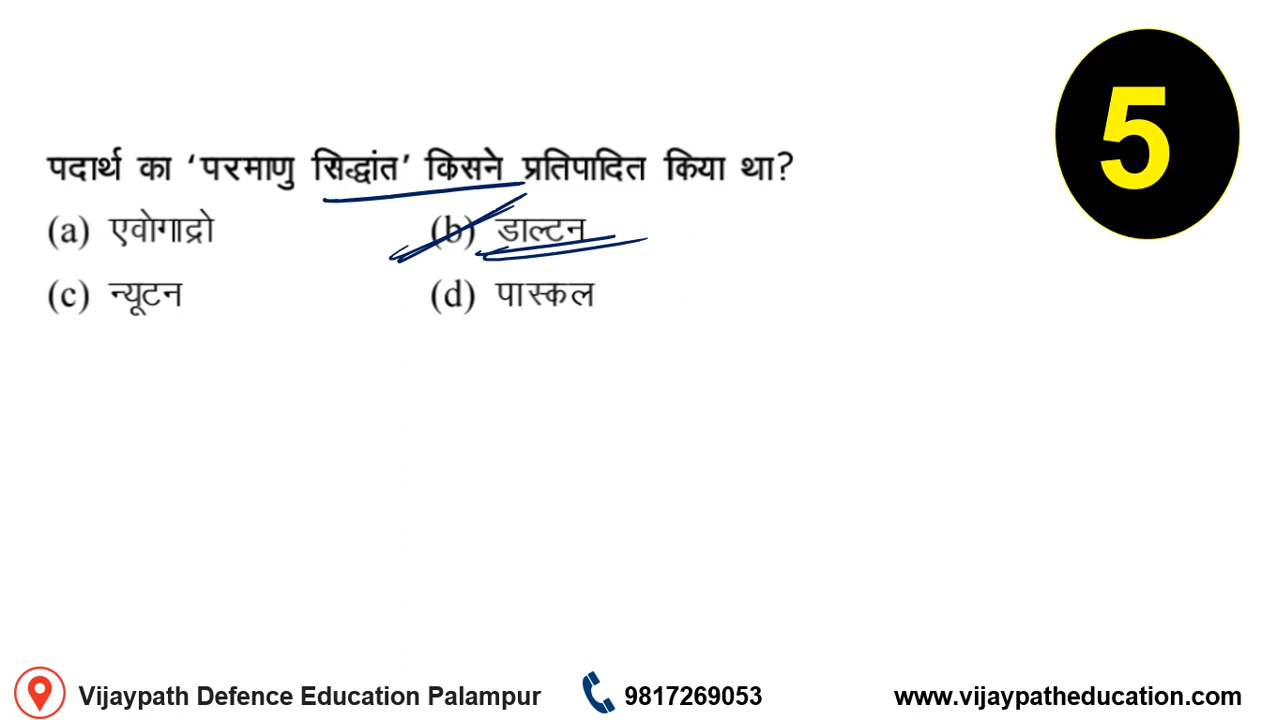 5
पदार्थ का ‘परमाणु सिद्धांत’ किसने प्रतिपादित किया था?
(a) एवोगाद्रो (b) डाल्टन
(c) न्यूटन (d) पास्कल
Vijaypath Defence Education Palampur 9817269053 www.vijaypatheducation.com